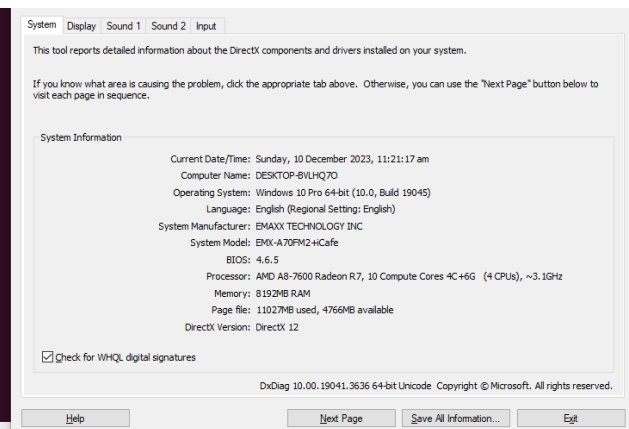 System Display Sound 1 Sound 2 Input
This tool reports detailed information about the DirectX components and drivers installed on your system.
If you know what area is causing the problem, click the appropriate tab above. Otherwise, you can use the "Next Page" button below to
visit each page in sequence.
System Information
Current Date/Time: Sunday, 10 December 2023, 11:21:17 am
Computer Name: DESKTOP-BVLHQ7O
Operating System: Windows 10 Pro 64-bit (10.0, Build 19045)
Language: English (Regional Setting: English)
System Manufacturer: EMAXX TECHNOLOGY INC
System Model: EMX-A70FM2+iCafe
BIOS: 4.6.5
Processor: AMD A8-7600 Radeon R7, 10 Compute Cores 4C+6G (4 CPUs), ~3.1GHz
Memory: 8192MB RAM
Page file: 11027MB used, 4766MB available
DirectX Version: DirectX 12
Check for WHQL digital signatures
DxDiag 10.00.19041.3636 64-bit Unicode Copyright © Microsoft. All rights reserved.
Help Next Page Save All Information... Exit